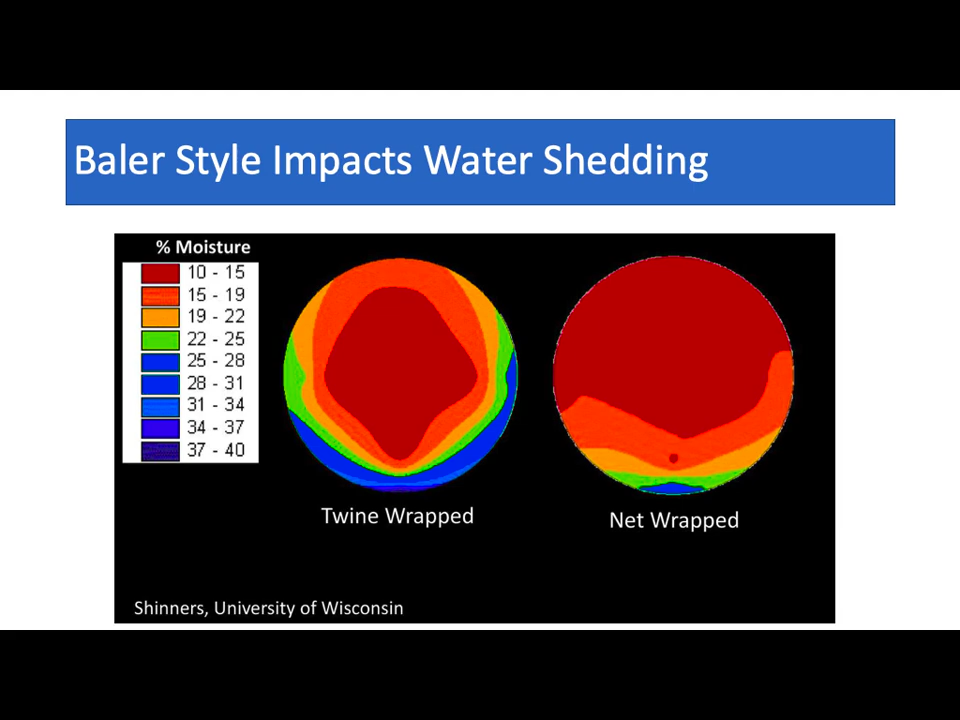 Baler Style Impacts Water Shedding
% Moisture
10 - 15
15 - 19
19 - 22
22 - 25
25 - 28
28 - 31
31 - 34
34 - 37
37 - 40
Twine Wrapped
Net Wrapped
Shinners, University of Wisconsin